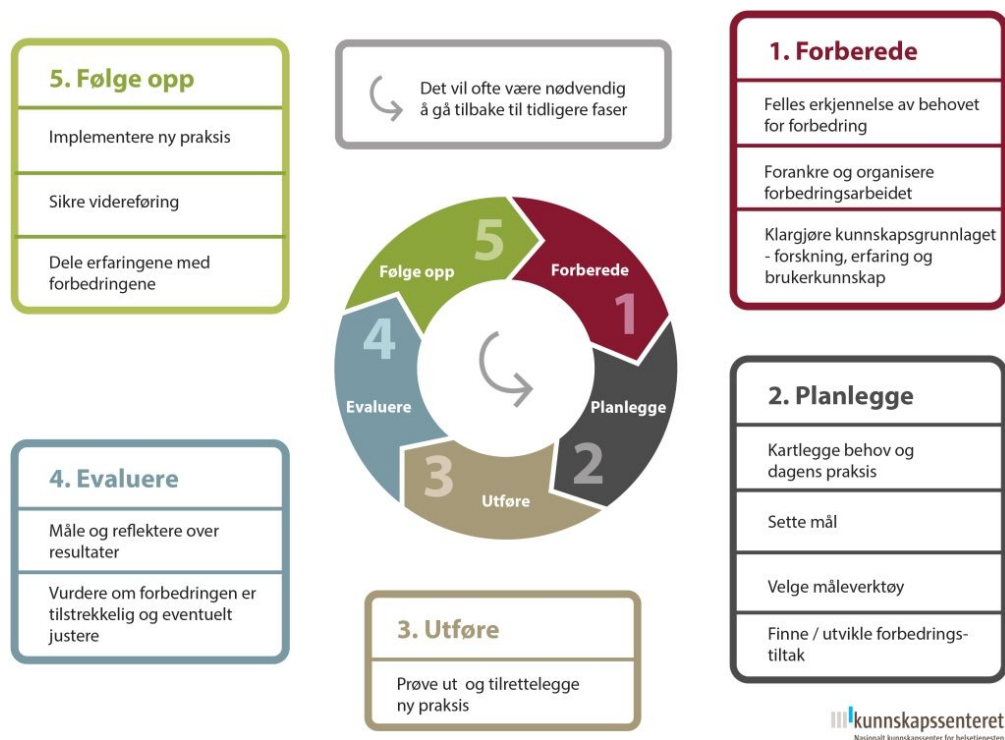 5. Følge opp
Implementere ny praksis
Sikre videreføring
Dele erfaringene med
forbedringene
Det vil ofte være nødvendig
å gå tilbake til tidligere faser
1. Forberede
Felles erkjennelse av behovet
for forbedring
Forankre og organisere
forbedringsarbeidet
Klargjøre kunnskapsgrunnlaget
- forskning, erfaring og
brukerkunnskap
5
Følge opp
Forberede
1
4
Evaluere
Planlegge
2
3
Utføre
2. Planlegge
Kartlegge behov og
dagens praksis
Sette mål
Velge måleverktøy
Finne / utvikle forbedrings-
tiltak
4. Evaluere
Måle og reflektere over
resultater
Vurdere om forbedringen er
tilstrekkelig og eventuelt
justere
3. Utføre
Prøve ut og tilrettelegge
ny praksis
kunnskapssenteret
Nasjonalt kunnskapssenter for helsetjenesten